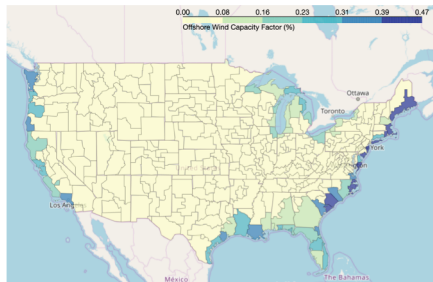 0.00 0.08 0.16 0.23 0.31 0.39 0.47
Offshore Wind Capacity Factor (%)
Ottawa
Toronto
York
Los An
México
The Bahamas